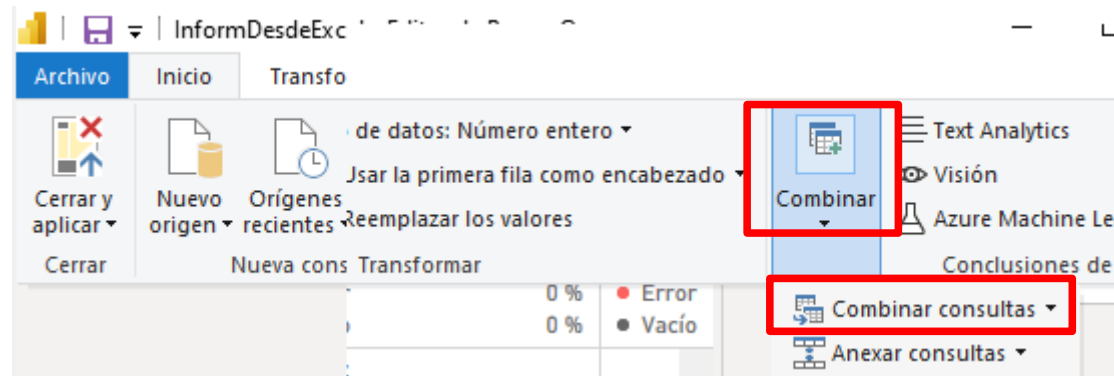 InformDesdeExc
Archivo Inicio Transfo
de datos: Número entero
Usar la primera fila como encabezado
Reemplazar los valores
Cerrar y
aplicar
Nuevo
origen
Orígenes
recientes
Combinar
Text Analytics
Visión
Azure Machine Le
Cerrar Nueva cons Transformar Conclusiones de
0 % Error
0 % Vacío
Combinar consultas
Anexar consultas